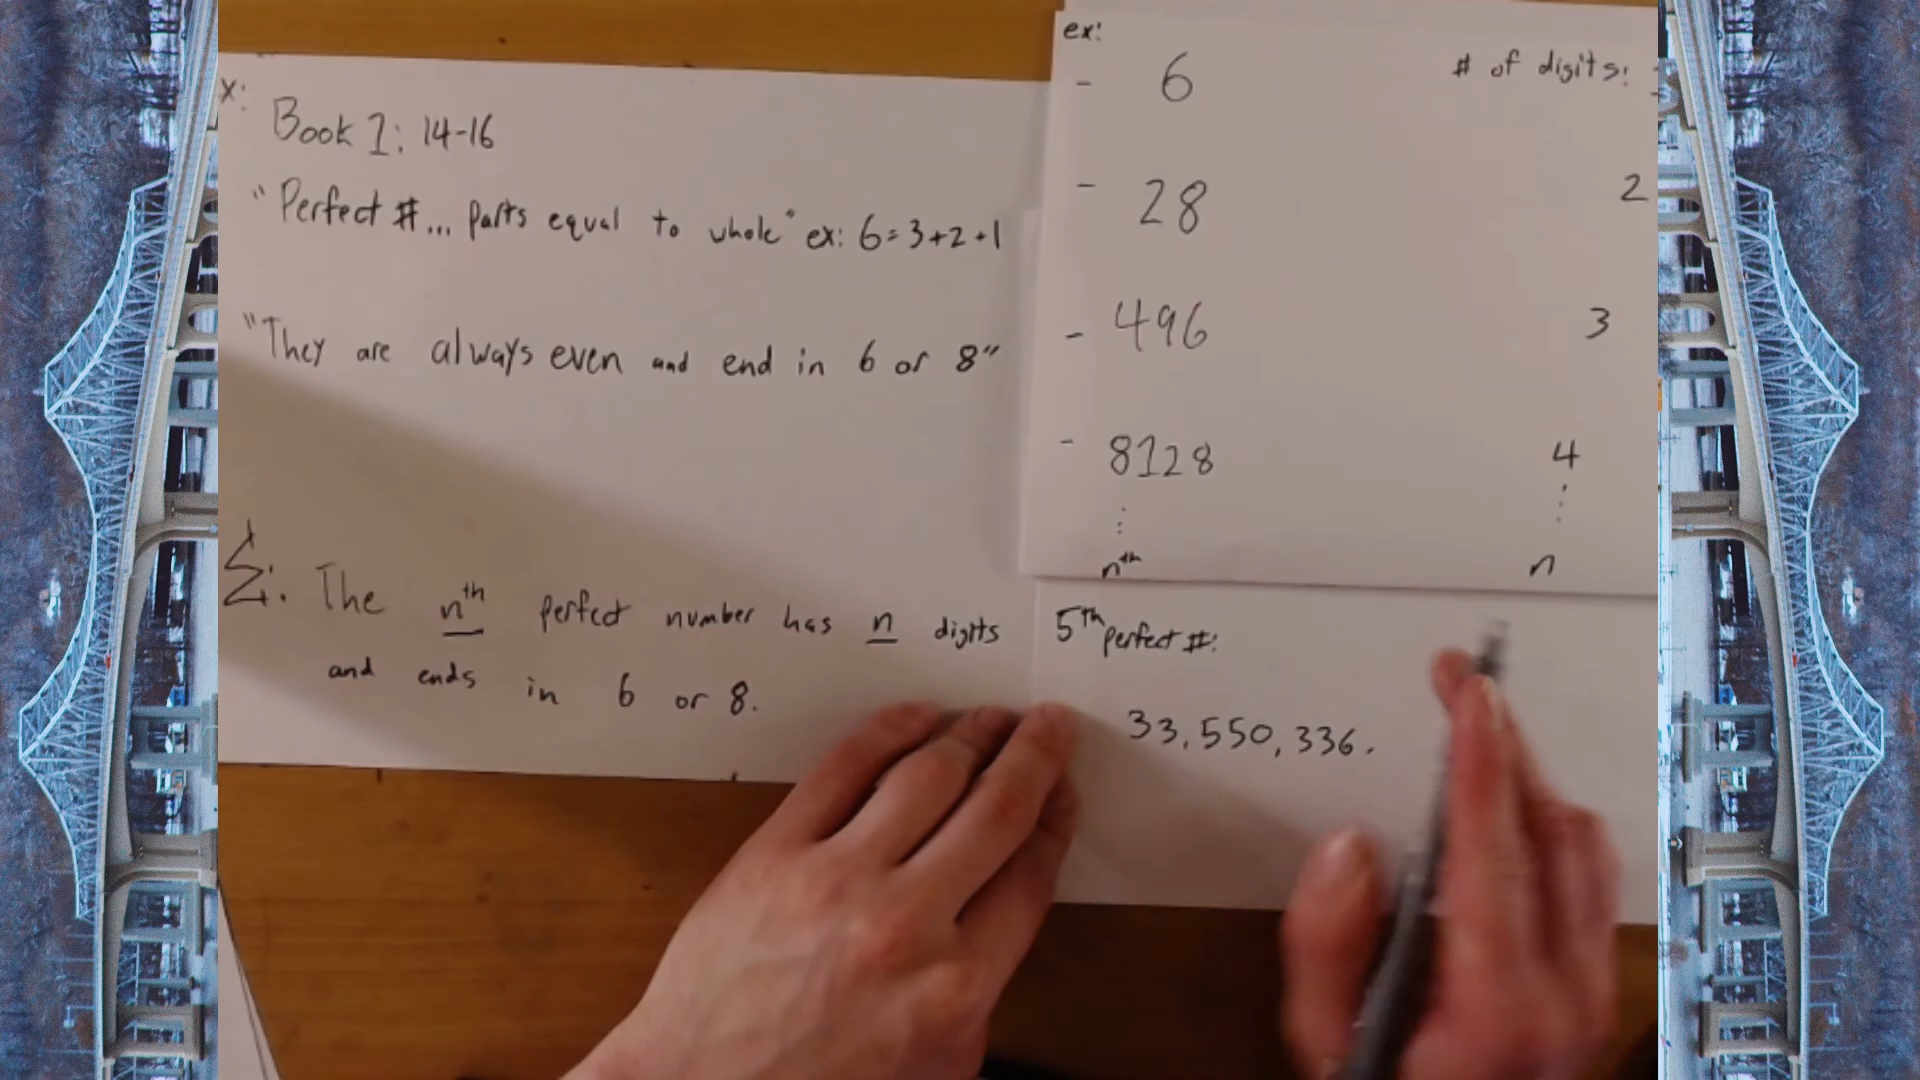 x:
Book 1: 14-16
"Perfect #... parts equal to whole" ex: 6=3+2+1
"They are always even and end in 6 or 8"
Σ: The nth perfect number has n digits
and ends in 6 or 8.
ex:
- 6
# of digits:
- 28
2
- 496
3
- 8128
4
⋮
⋮
nth
n
5th perfect #:
33,550,336.